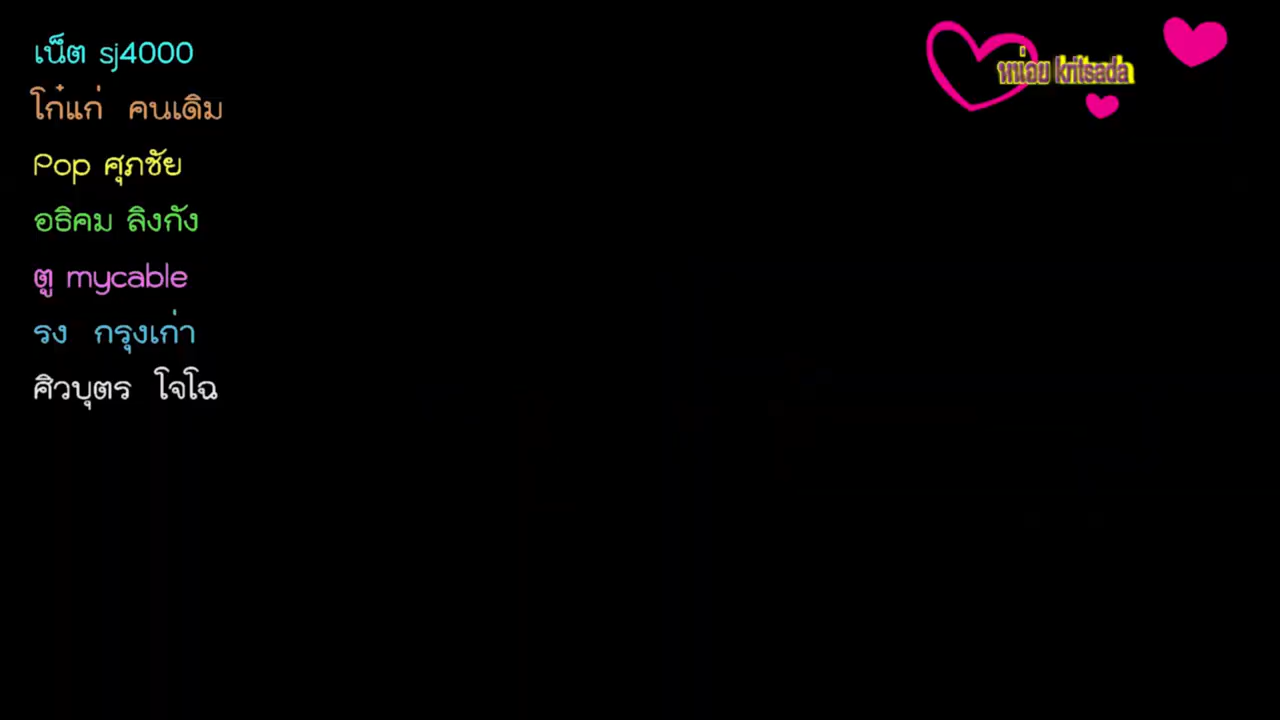 เน็ต sj4000
โก๋แก่ คนเดิม
Pop ศุภชัย
อธิคม ลิงกัง
ตู mycable
รง กรุงเก่า
ศิวบุตร โจโฉ
หน่อย kritsada